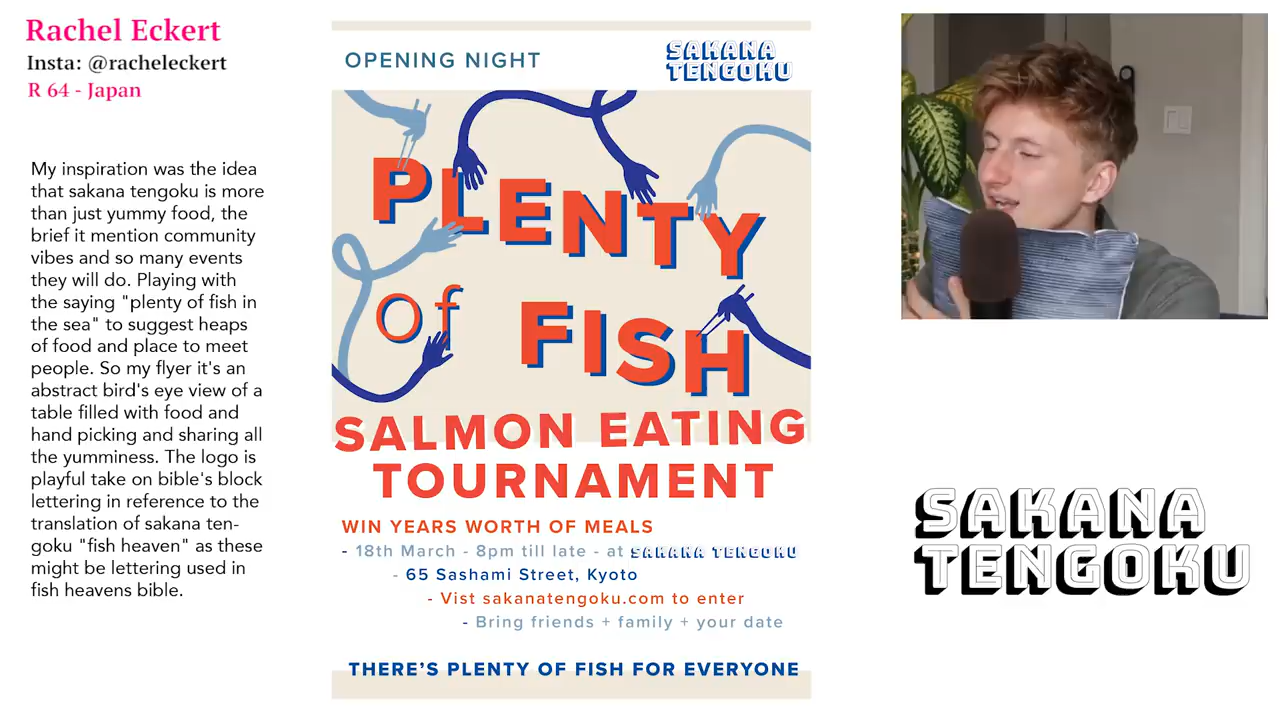 Rachel Eckert
Insta: @racheleckert
R 64 - Japan
My inspiration was the idea
that sakana tengoku is more
than just yummy food, the
brief it mention community
vibes and so many events
they will do. Playing with
the saying "plenty of fish in
the sea" to suggest heaps
of food and place to meet
people. So my flyer it's an
abstract bird's eye view of a
table filled with food and
hand picking and sharing all
the yumminess. The logo is
playful take on bible's block
lettering in reference to the
translation of sakana ten-
goku "fish heaven" as these
might be lettering used in
fish heavens bible.
OPENING NIGHT
SAKANA
TENGOKU
PLENTY
of FISH
SALMON EATING
TOURNAMENT
WIN YEARS WORTH OF MEALS
- 18th March - 8pm till late - at SAKANA TENGOKU
- 65 Sashami Street, Kyoto
- Vist sakanatengoku.com to enter
- Bring friends + family + your date
THERE'S PLENTY OF FISH FOR EVERYONE
SAKANA
TENGOKU